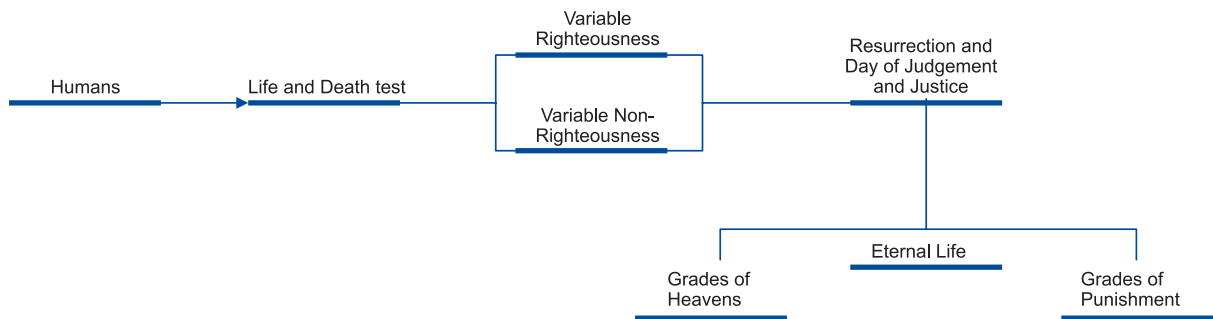 Humans
Life and Death test
Variable
Righteousness
Variable Non-
Righteousness
Resurrection and
Day of Judgement
and Justice
Eternal Life
Grades of
Heavens
Grades of
Punishment